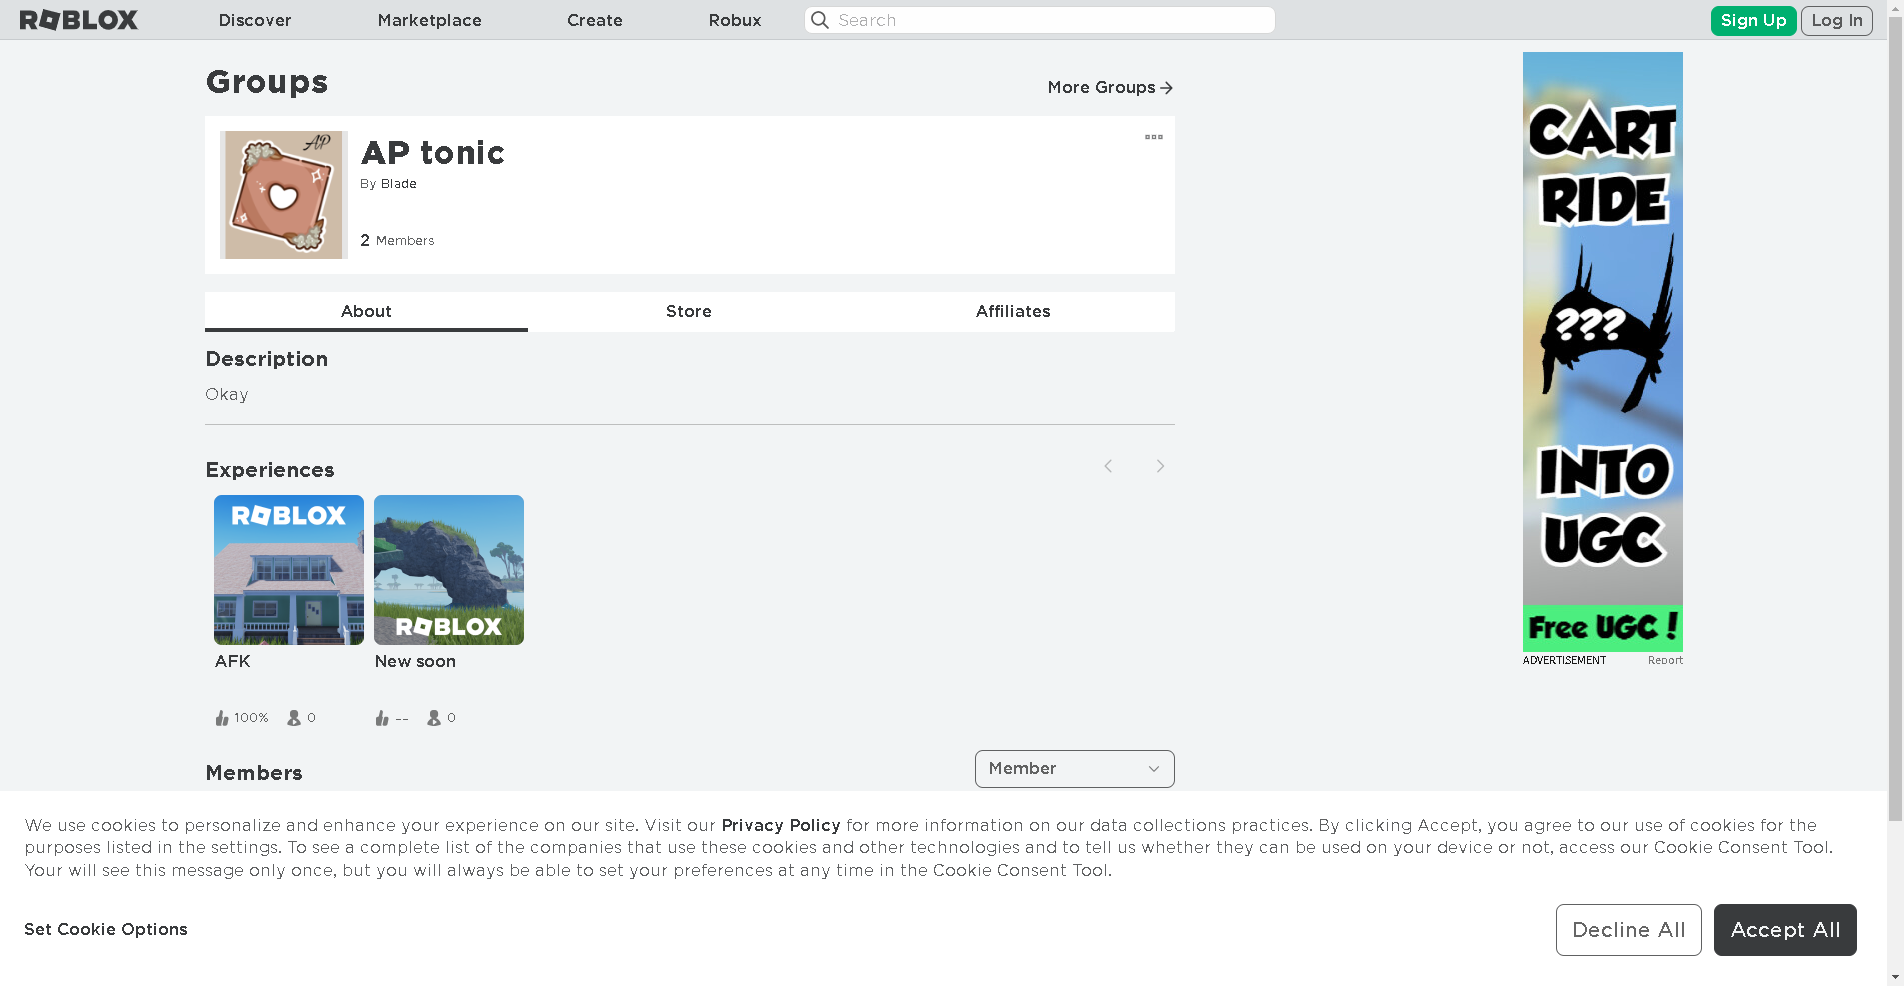 ROBLOX
Discover
Marketplace
Create
Robux
Search
Sign Up
Log In
Groups
More Groups
AP
AP tonic
By Blade
2 Members
About
Store
Affiliates
Description
Okay
Experiences
ROBLOX
ROBLOX
AFK
New soon
100%
0
--
0
Members
Member
CART
RIDE
???
INTO
UGC
Free UGC !
ADVERTISEMENT
Report
We use cookies to personalize and enhance your experience on our site. Visit our Privacy Policy for more information on our data collections practices. By clicking Accept, you agree to our use of cookies for the
purposes listed in the settings. To see a complete list of the companies that use these cookies and other technologies and to tell us whether they can be used on your device or not, access our Cookie Consent Tool.
Your will see this message only once, but you will always be able to set your preferences at any time in the Cookie Consent Tool.
Set Cookie Options
Decline All
Accept All